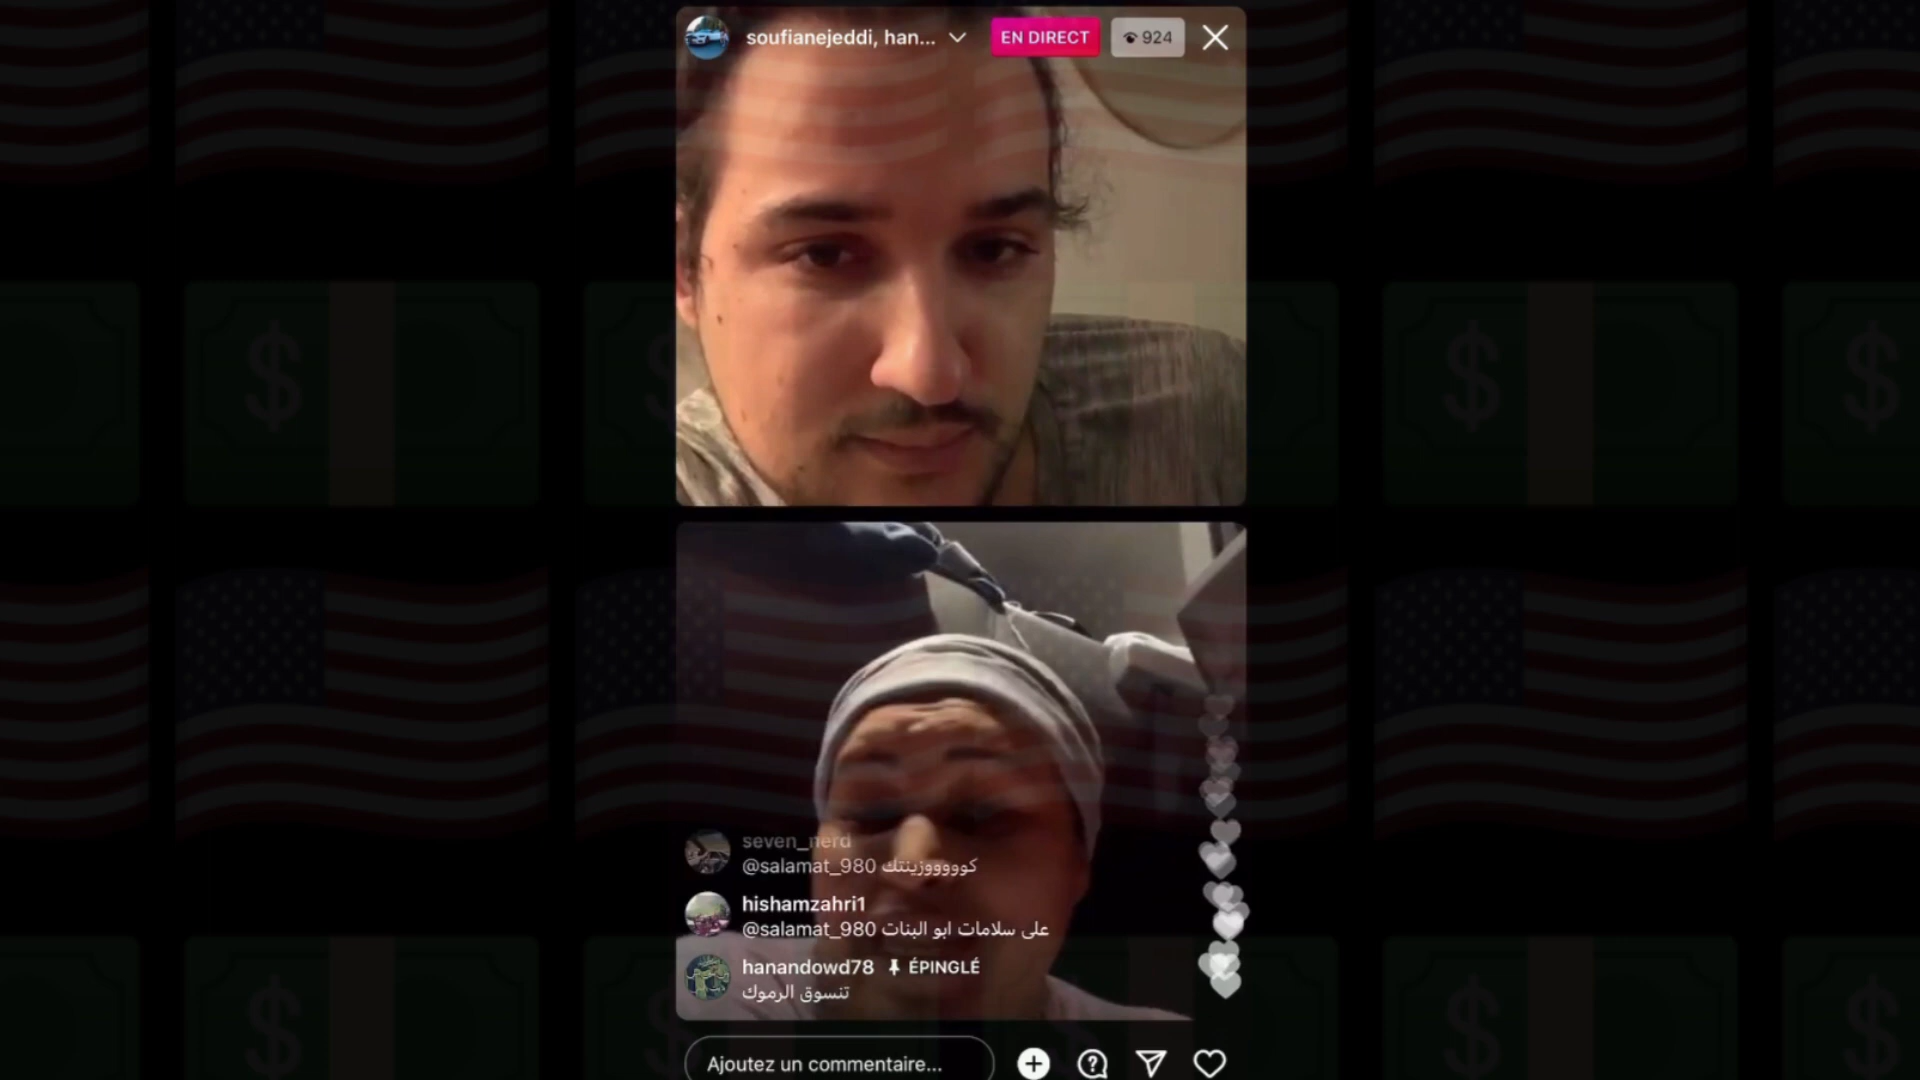 soufianejeddi, han...
EN DIRECT
924
seven_nerd
@salamat_980 كوووووزينتك
hishamzahri1
@salamat_980 على سلامات ابو البنات
hanandowd78 ÉPINGLÉ
تنسوق الرموك
Ajoutez un commentaire...